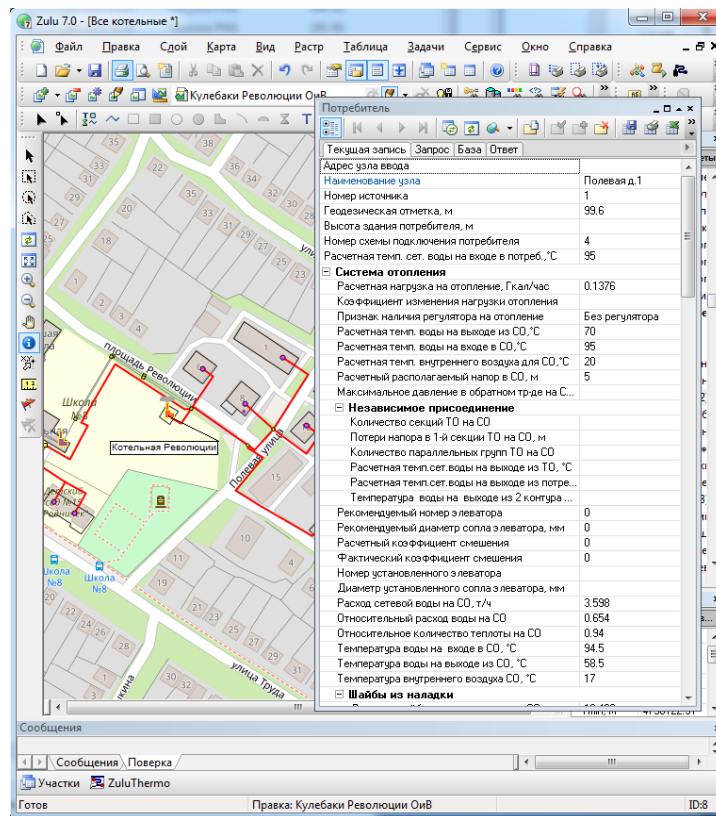 Zulu 7.0 - [Все котельные *]
Файл Правка Слой Карта Вид Растр Таблица Задачи Сервис Окно Справка
Кулебаки Революции ОиВ
Потребитель
Текущая запись Запрос База Ответ
Адрес узла ввода
Наименование узла Полевая д.1
Номер источника 1
Геодезическая отметка, м 99.6
Высота здания потребителя, м
Номер схемы подключения потребителя 4
Расчетная темп. сет. воды на входе в потреб.,°C 95
Система отопления
Расчетная нагрузка на отопление, Гкал/час 0.1376
Коэффициент изменения нагрузки отопления
Признак наличия регулятора на отопление Без регулятора
Расчетная темп. воды на выходе из СО,°C 70
Расчетная темп. воды на входе в СО,°C 95
Расчетная темп. внутреннего воздуха для СО,°C 20
Расчетный располагаемый напор в СО, м 5
Максимальное давление в обратном тр-де на С...
Независимое присоединение
Количество секций ТО на СО
Потери напора в 1-й секции ТО на СО, м
Количество параллельных групп ТО на СО
Расчетная темп.сет.воды на выходе из ТО, °C
Расчетная темп.сет.воды на выходе из потре...
Температура воды на выходе из 2 контура ...
Рекомендуемый номер элеватора 0
Рекомендуемый диаметр сопла элеватора, мм 0
Расчетный коэффициент смешения 0
Фактический коэффициент смешения 0
Номер установленного элеватора
Диаметр установленного сопла элеватора, мм
Расход сетевой воды на СО, т/ч 3.598
Относительный расход воды на СО 0.654
Относительное количество теплоты на СО 0.94
Температура воды на входе в СО, °C 94.5
Температура воды на выходе из СО, °C 58.5
Температура внутреннего воздуха СО, °C 17
Шайбы из наладки
площадь Революции
Школа
№8
Котельная Революции
Полевая улица
Школа
№8
Школа
№8
улица Труда
Сообщения
Сообщения Поверка
Участки ZuluThermo
Готов Правка: Кулебаки Революции ОиВ ID:8